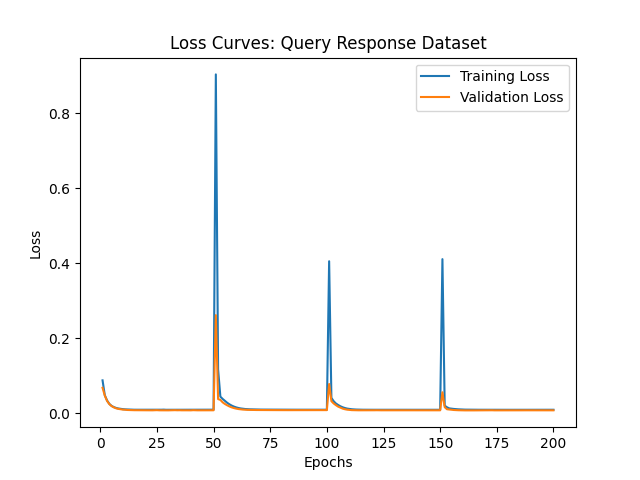 Loss Curves: Query Response Dataset
Training Loss
Validation Loss
Loss
0.8
0.6
0.4
0.2
0.0
0 25 50 75 100 125 150 175 200
Epochs